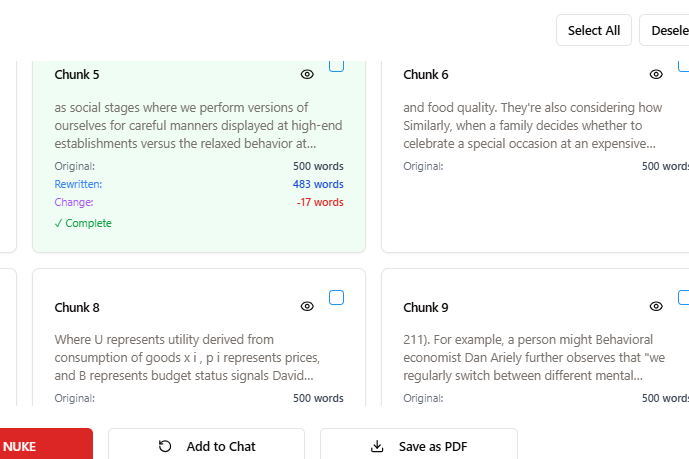 Select All
Desele
Chunk 5
as social stages where we perform versions of
ourselves for careful manners displayed at high-end
establishments versus the relaxed behavior at...
Original: 500 words
Rewritten: 483 words
Change: -17 words
✓ Complete
Chunk 6
and food quality. They're also considering how
Similarly, when a family decides whether to
celebrate a special occasion at an expensive...
Original: 500 words
Chunk 8
Where U represents utility derived from
consumption of goods x i , p i represents prices,
and B represents budget status signals David...
Original: 500 words
Chunk 9
211). For example, a person might Behavioral
economist Dan Ariely further observes that "we
regularly switch between different mental...
Original: 500 words
NUKE
Add to Chat
Save as PDF